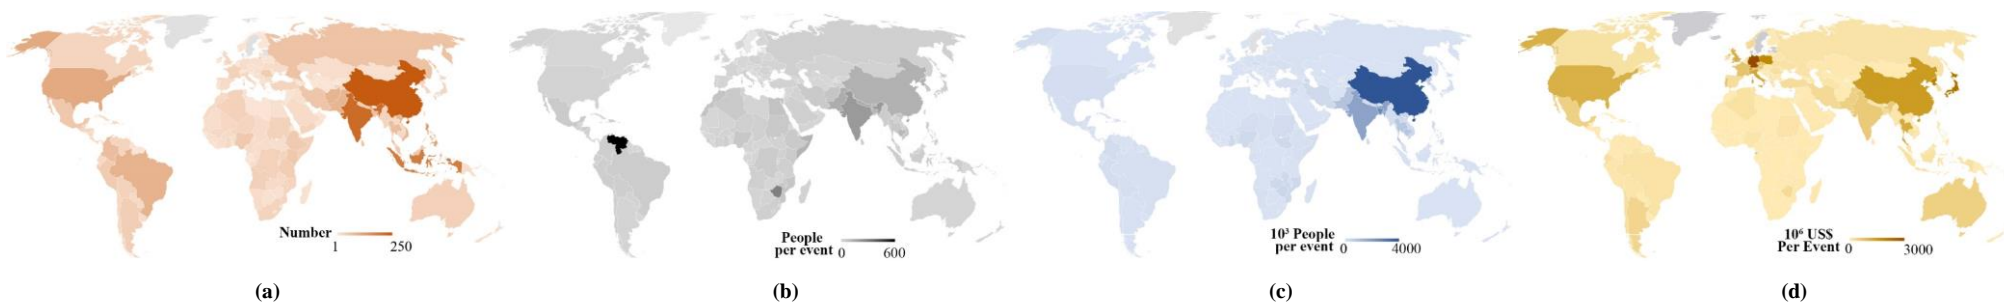 Number
1 250
(a)
People
per event 0 600
(b)
10³ People
per event 0 4000
(c)
10⁶ US$
Per Event 0 3000
(d)